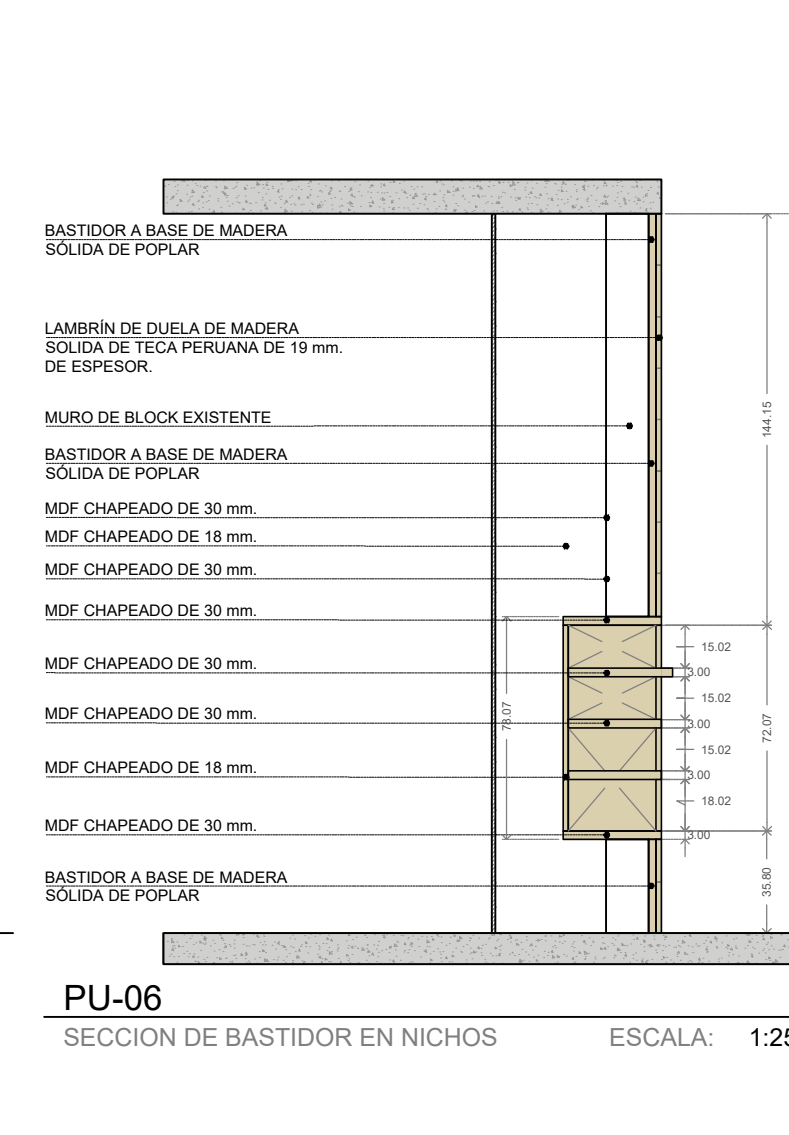 BASTIDOR A BASE DE MADERA
SÓLIDA DE POPLAR
LAMBRÍN DE DUELA DE MADERA
SOLIDA DE TECA PERUANA DE 19 mm.
DE ESPESOR.
MURO DE BLOCK EXISTENTE
BASTIDOR A BASE DE MADERA
SÓLIDA DE POPLAR
MDF CHAPEADO DE 30 mm.
MDF CHAPEADO DE 18 mm.
MDF CHAPEADO DE 30 mm.
MDF CHAPEADO DE 30 mm.
MDF CHAPEADO DE 30 mm.
MDF CHAPEADO DE 30 mm.
MDF CHAPEADO DE 18 mm.
MDF CHAPEADO DE 30 mm.
BASTIDOR A BASE DE MADERA
SÓLIDA DE POPLAR
78.07
15.02
3.00
15.02
3.00
15.02
3.00
18.02
3.00
144.15
72.07
35.80
PU-06
SECCION DE BASTIDOR EN NICHOS ESCALA: 1:25